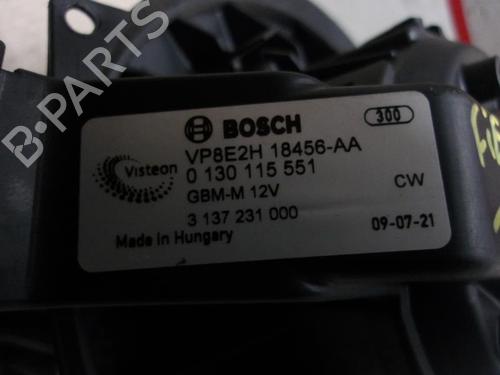 BOSCH 300
Visteon
VP8E2H 18456-AA
0 130 115 551
GBM-M 12V CW
3 137 231 000
Made in Hungary 09-07-21
B-PARTS